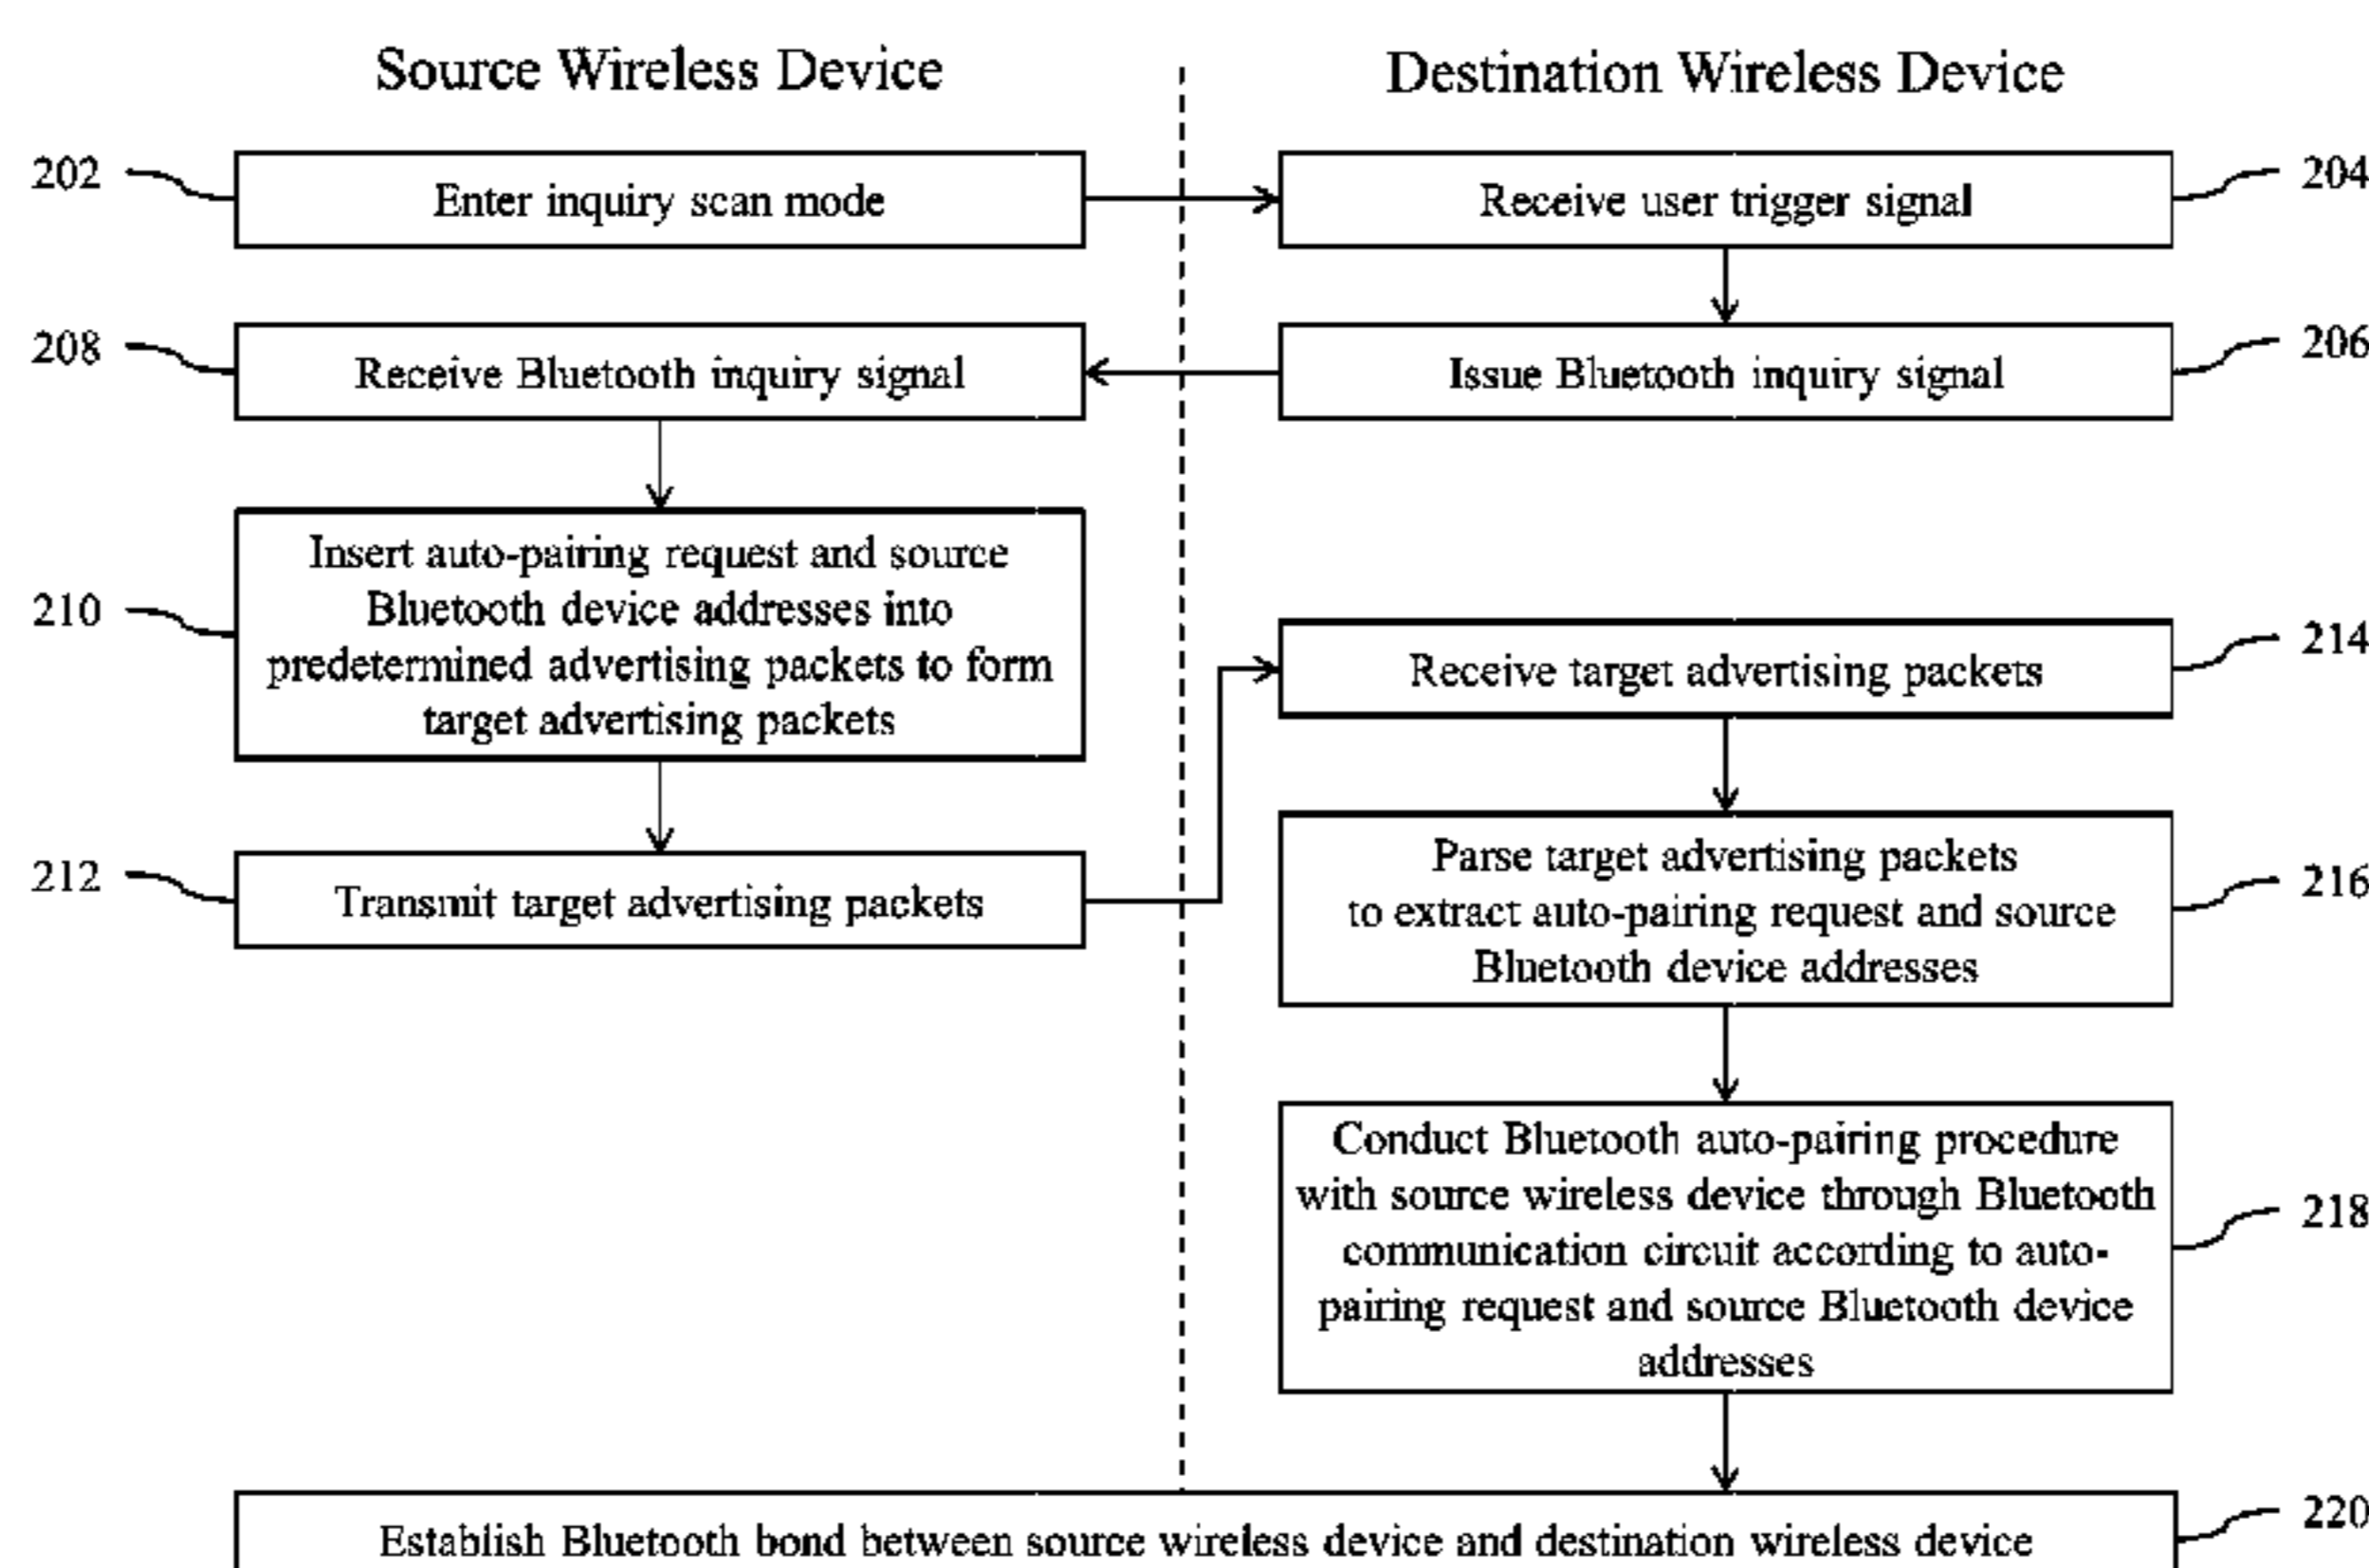 Source Wireless Device
Destination Wireless Device
202
Enter inquiry scan mode
Receive user trigger signal
204
208
Receive Bluetooth inquiry signal
Issue Bluetooth inquiry signal
206
210
Insert auto-pairing request and source
Bluetooth device addresses into
predetermined advertising packets to form
target advertising packets
Receive target advertising packets
214
212
Transmit target advertising packets
Parse target advertising packets
to extract auto-pairing request and source
Bluetooth device addresses
216
Conduct Bluetooth auto-pairing procedure
with source wireless device through Bluetooth
communication circuit according to auto-
pairing request and source Bluetooth device
addresses
218
Establish Bluetooth bond between source wireless device and destination wireless device
220